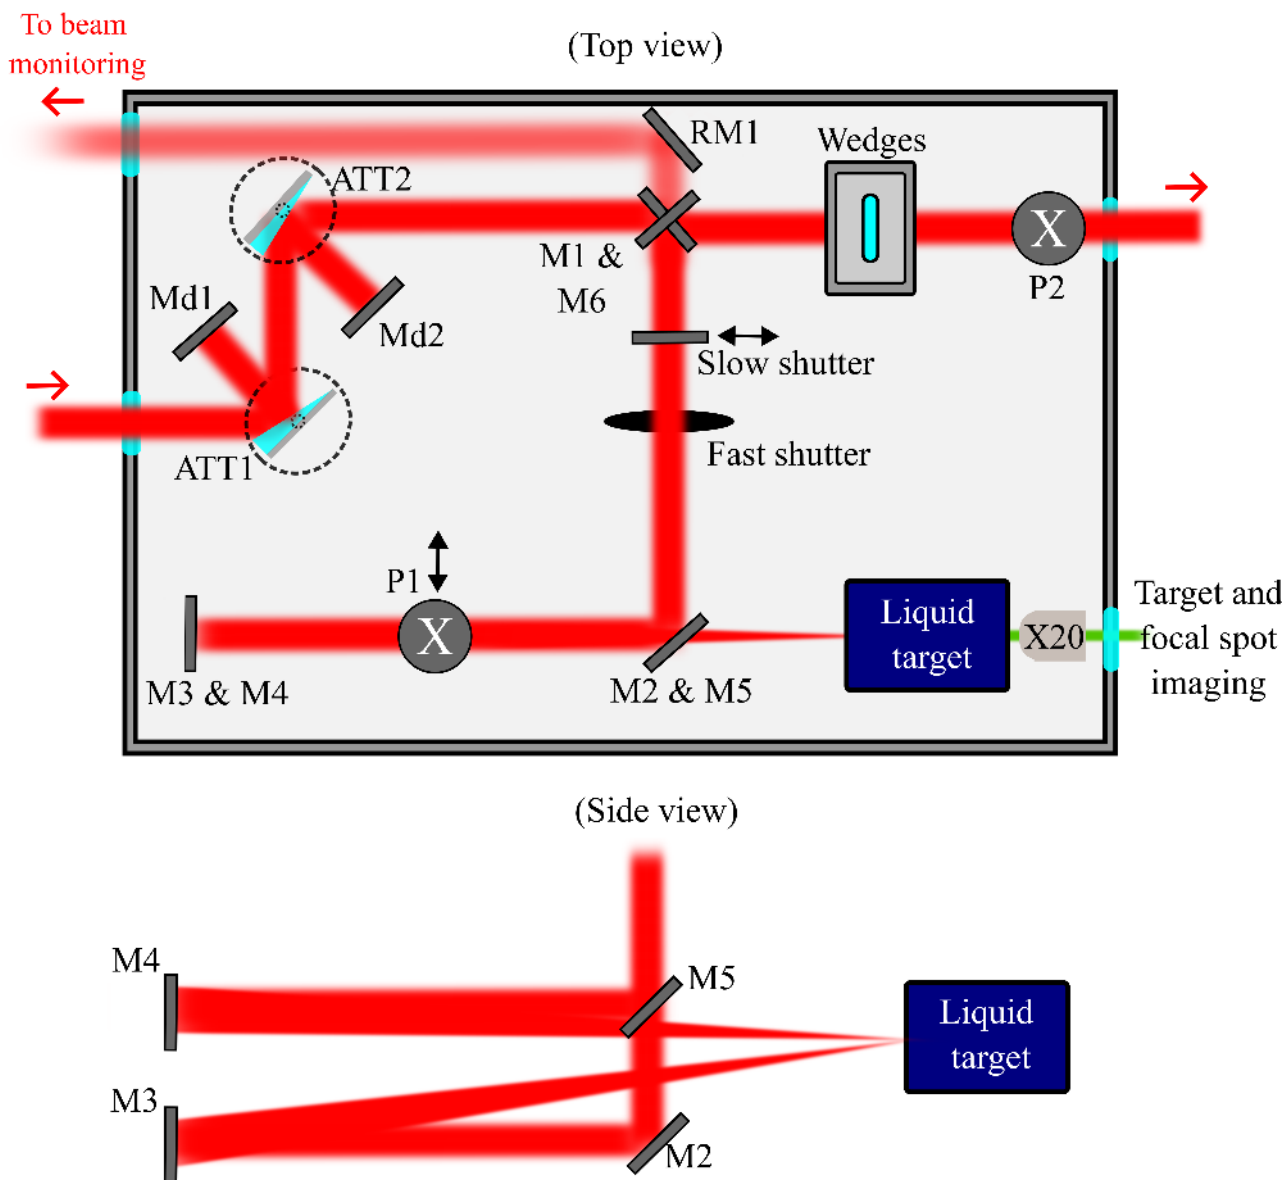 To beam
monitoring
(Top view)
RM1
Wedges
ATT2
M1 &
M6
X
P2
Md1
Md2
Slow shutter
Fast shutter
ATT1
P1
X
Liquid
target
X20
Target and
focal spot
imaging
M3 & M4
M2 & M5
(Side view)
M4
M5
Liquid
target
M3
M2